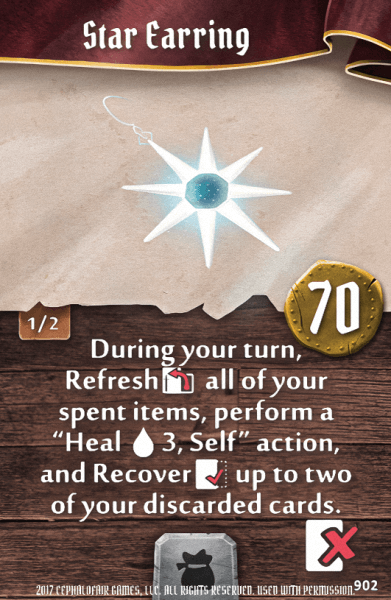 Star Earring
70
1/2
During your turn,
Refresh all of your
spent items, perform a
“Heal 3, Self” action,
and Recover up to two
of your discarded cards.
2017 CEPHALOFAIR GAMES, LLC. ALL RIGHTS RESERVED. USED WITH PERMISSION
902